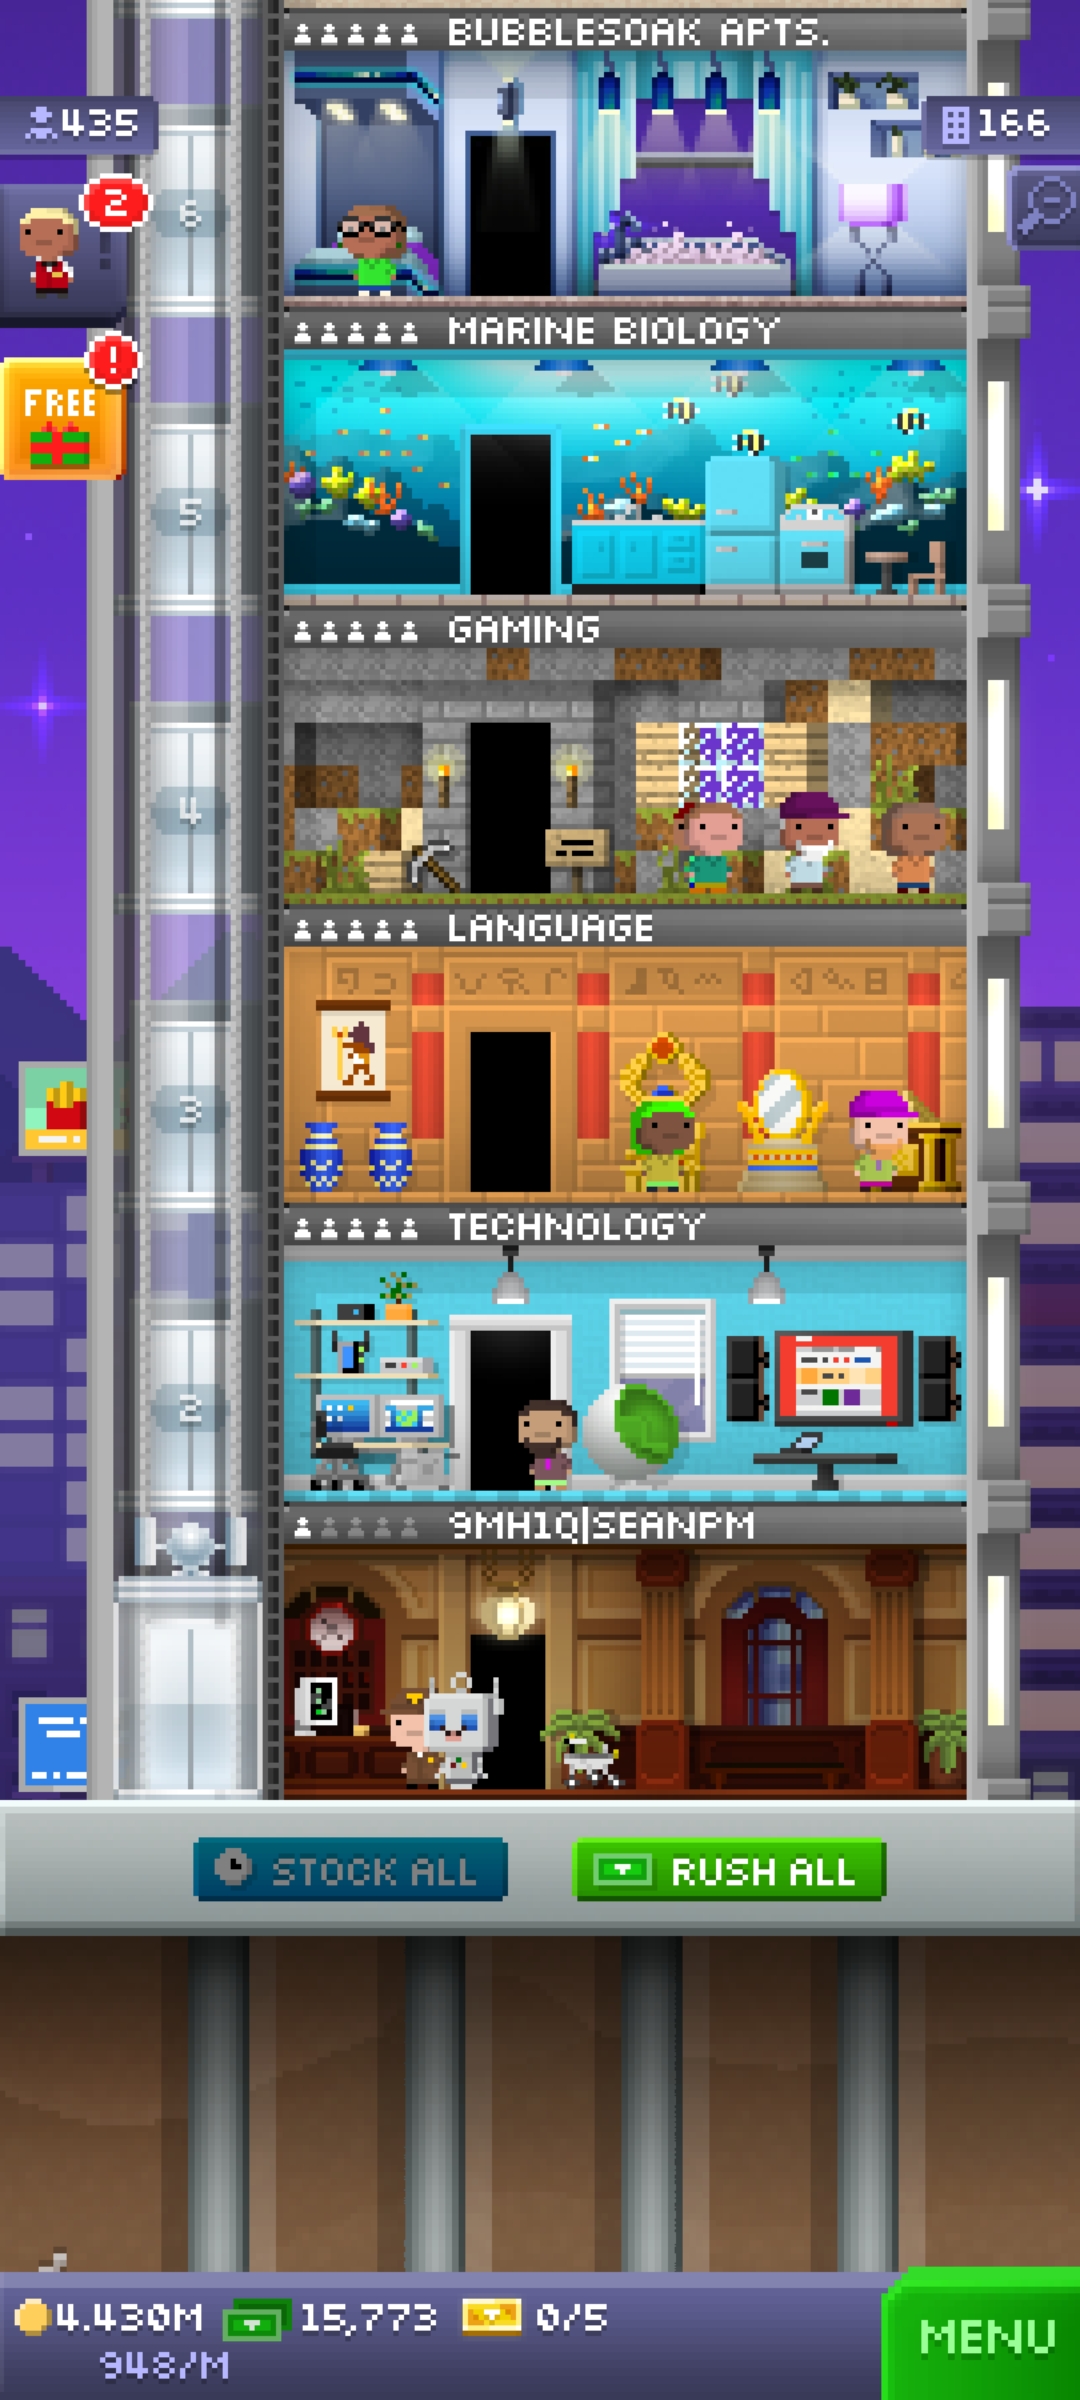 BUBBLESOAK APTS.
435
166
2
6
MARINE BIOLOGY
!
FREE
5
GAMING
4
LANGUAGE
3
TECHNOLOGY
2
9MH1Q|SEANPM
STOCK ALL
RUSH ALL
4.430M
15,773
0/5
MENU
948/M